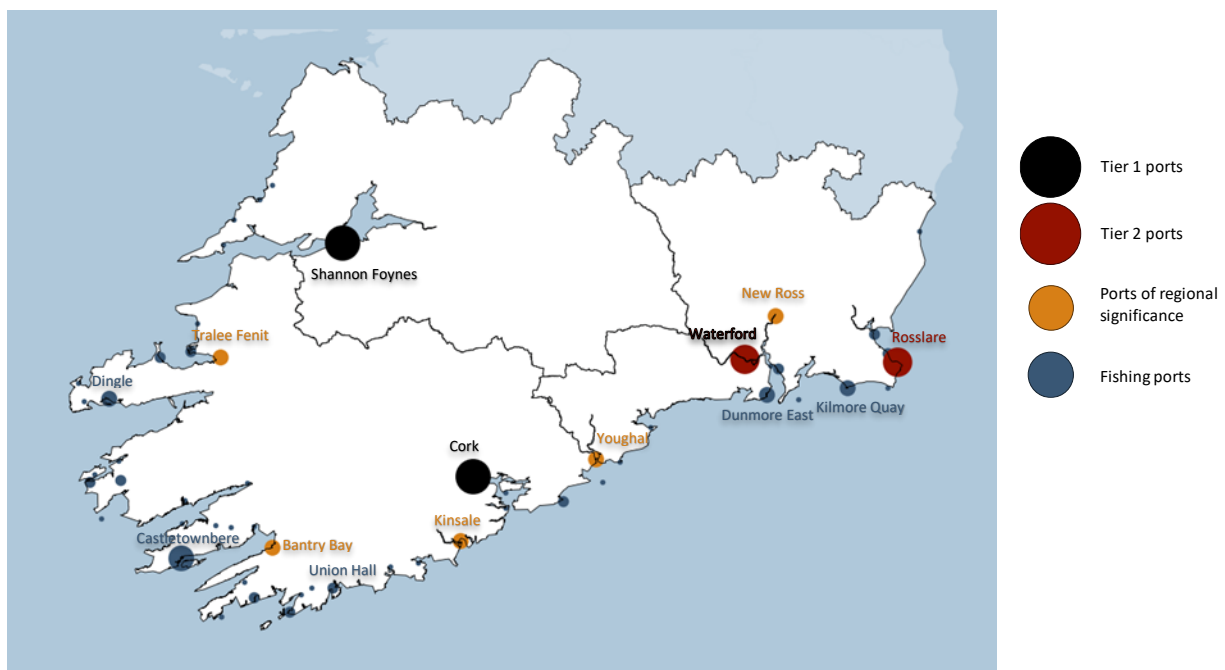 Shannon Foynes
New Ross
Waterford
Tralee Fenit
Rosslare
Dingle
Kilmore Quay
Dunmore East
Youghal
Cork
Kinsale
Castletownbere
Bantry Bay
Union Hall
Tier 1 ports
Tier 2 ports
Ports of regional
significance
Fishing ports